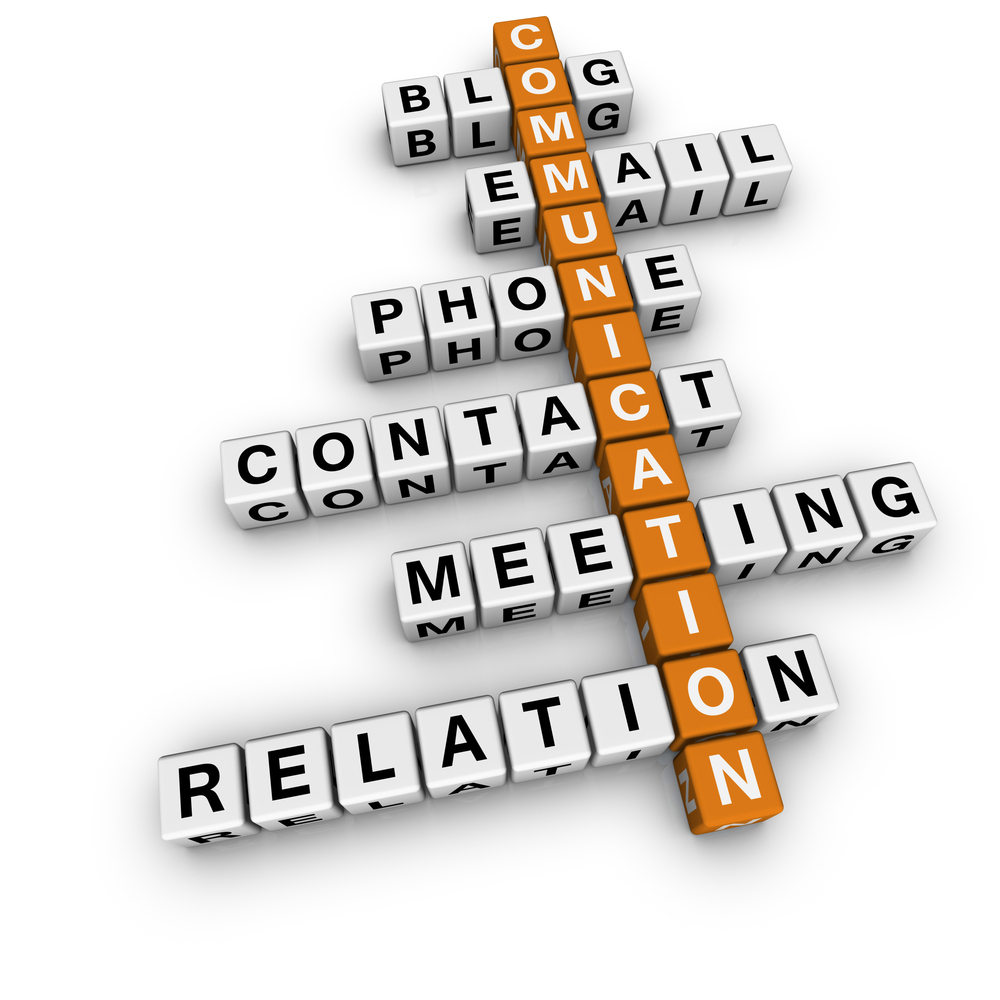 COMMUNICATION
BLOG
EMAIL
PHONE
CONTACT
MEETING
RELATION